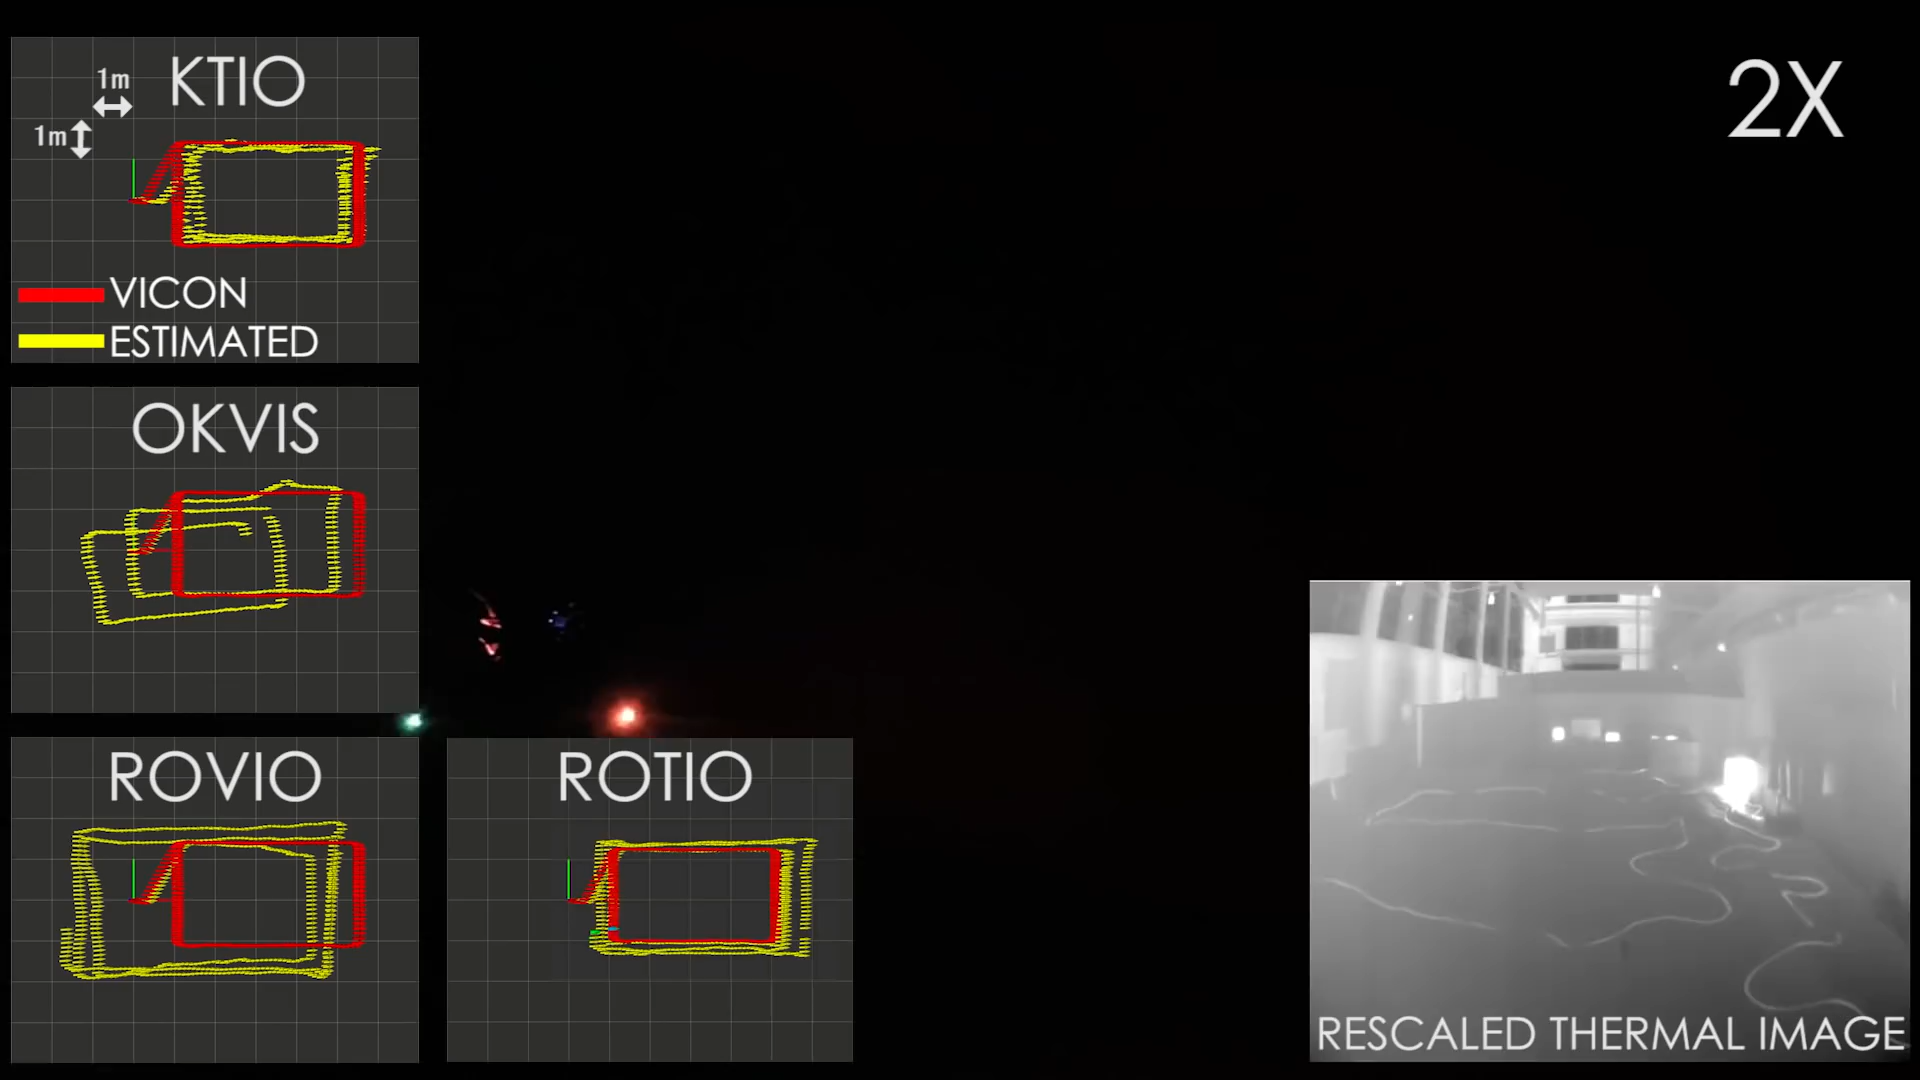 1m
KTIO
1m
VICON
ESTIMATED
2X
OKVIS
ROVIO
ROTIO
RESCALED THERMAL IMAGE